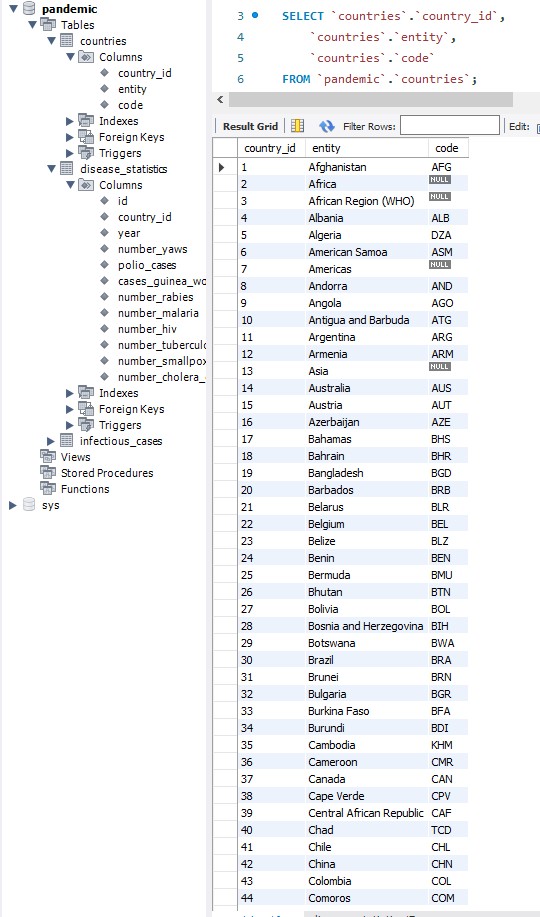 pandemic
Tables
countries
Columns
country_id
entity
code
Indexes
Foreign Keys
Triggers
disease_statistics
Columns
id
country_id
year
number_yaws
polio_cases
cases_guinea_wo
number_rabies
number_malaria
number_hiv
number_tuberculo
number_smallpox
number_cholera_
Indexes
Foreign Keys
Triggers
infectious_cases
Views
Stored Procedures
Functions
sys
3 SELECT `countries`.`country_id`,
4 `countries`.`entity`,
5 `countries`.`code`
6 FROM `pandemic`.`countries`;
Result Grid Filter Rows: Edit:
country_id entity code
1 Afghanistan AFG
2 Africa NULL
3 African Region (WHO) NULL
4 Albania ALB
5 Algeria DZA
6 American Samoa ASM
7 Americas NULL
8 Andorra AND
9 Angola AGO
10 Antigua and Barbuda ATG
11 Argentina ARG
12 Armenia ARM
13 Asia NULL
14 Australia AUS
15 Austria AUT
16 Azerbaijan AZE
17 Bahamas BHS
18 Bahrain BHR
19 Bangladesh BGD
20 Barbados BRB
21 Belarus BLR
22 Belgium BEL
23 Belize BLZ
24 Benin BEN
25 Bermuda BMU
26 Bhutan BTN
27 Bolivia BOL
28 Bosnia and Herzegovina BIH
29 Botswana BWA
30 Brazil BRA
31 Brunei BRN
32 Bulgaria BGR
33 Burkina Faso BFA
34 Burundi BDI
35 Cambodia KHM
36 Cameroon CMR
37 Canada CAN
38 Cape Verde CPV
39 Central African Republic CAF
40 Chad TCD
41 Chile CHL
42 China CHN
43 Colombia COL
44 Comoros COM